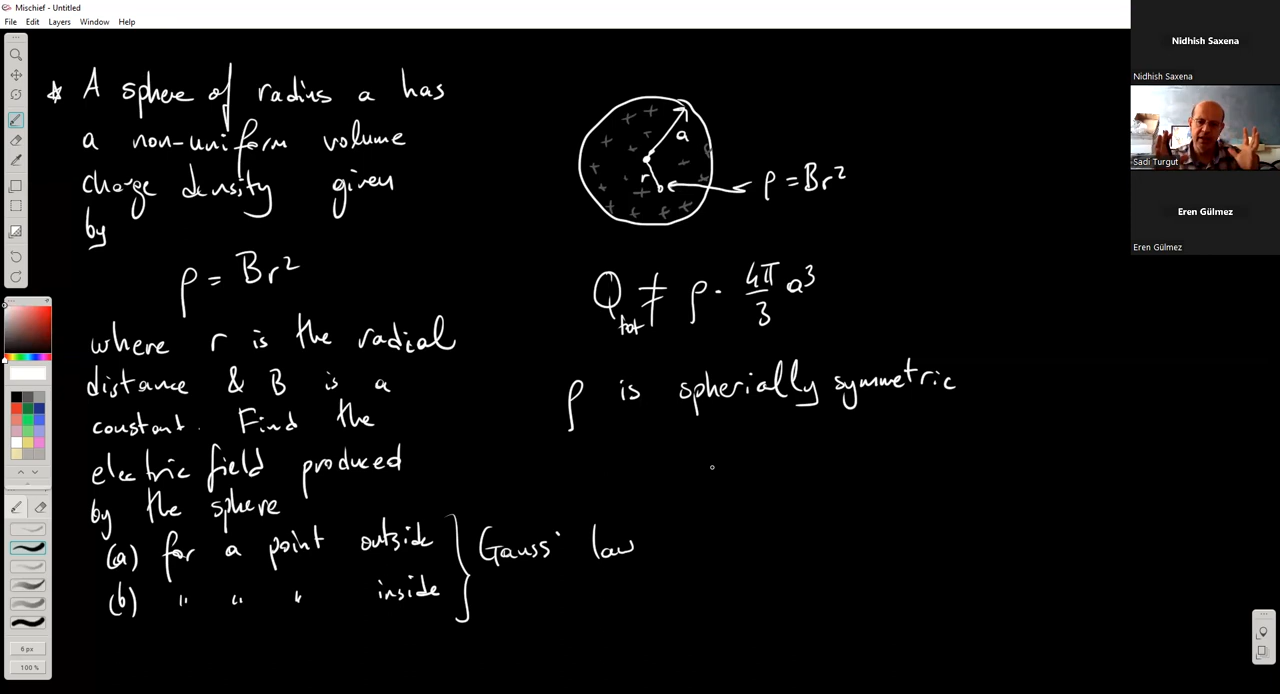 Mischief - Untitled
File Edit Layers Window Help
* A sphere of radius a has
a non-uniform volume
charge density given
by
ρ = Br²
where r is the radial
distance & B is a
constant. Find the
electric field produced
by the sphere
(a) for a point outside
(b) " " " inside
Gauss' law
a
r
ρ = Br²
Q_tot ≠ ρ · 4π/3 a³
ρ is spherially symmetric
Nidhish Saxena
Nidhish Saxena
Sadi Turgut
Eren Gülmez
Eren Gülmez
6 px
100 %